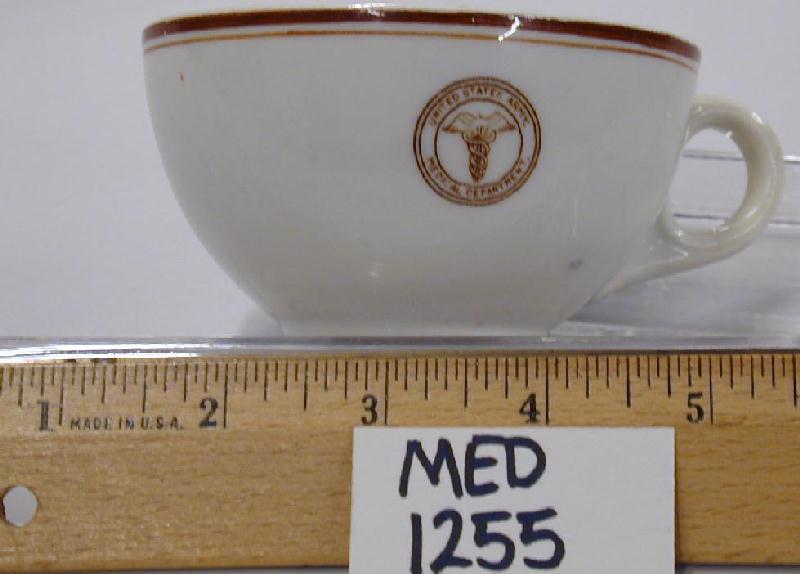 UNITED STATES ARMY
MEDICAL DEPARTMENT
1 2 3 4 5
MADE IN U.S.A.
MED
1255